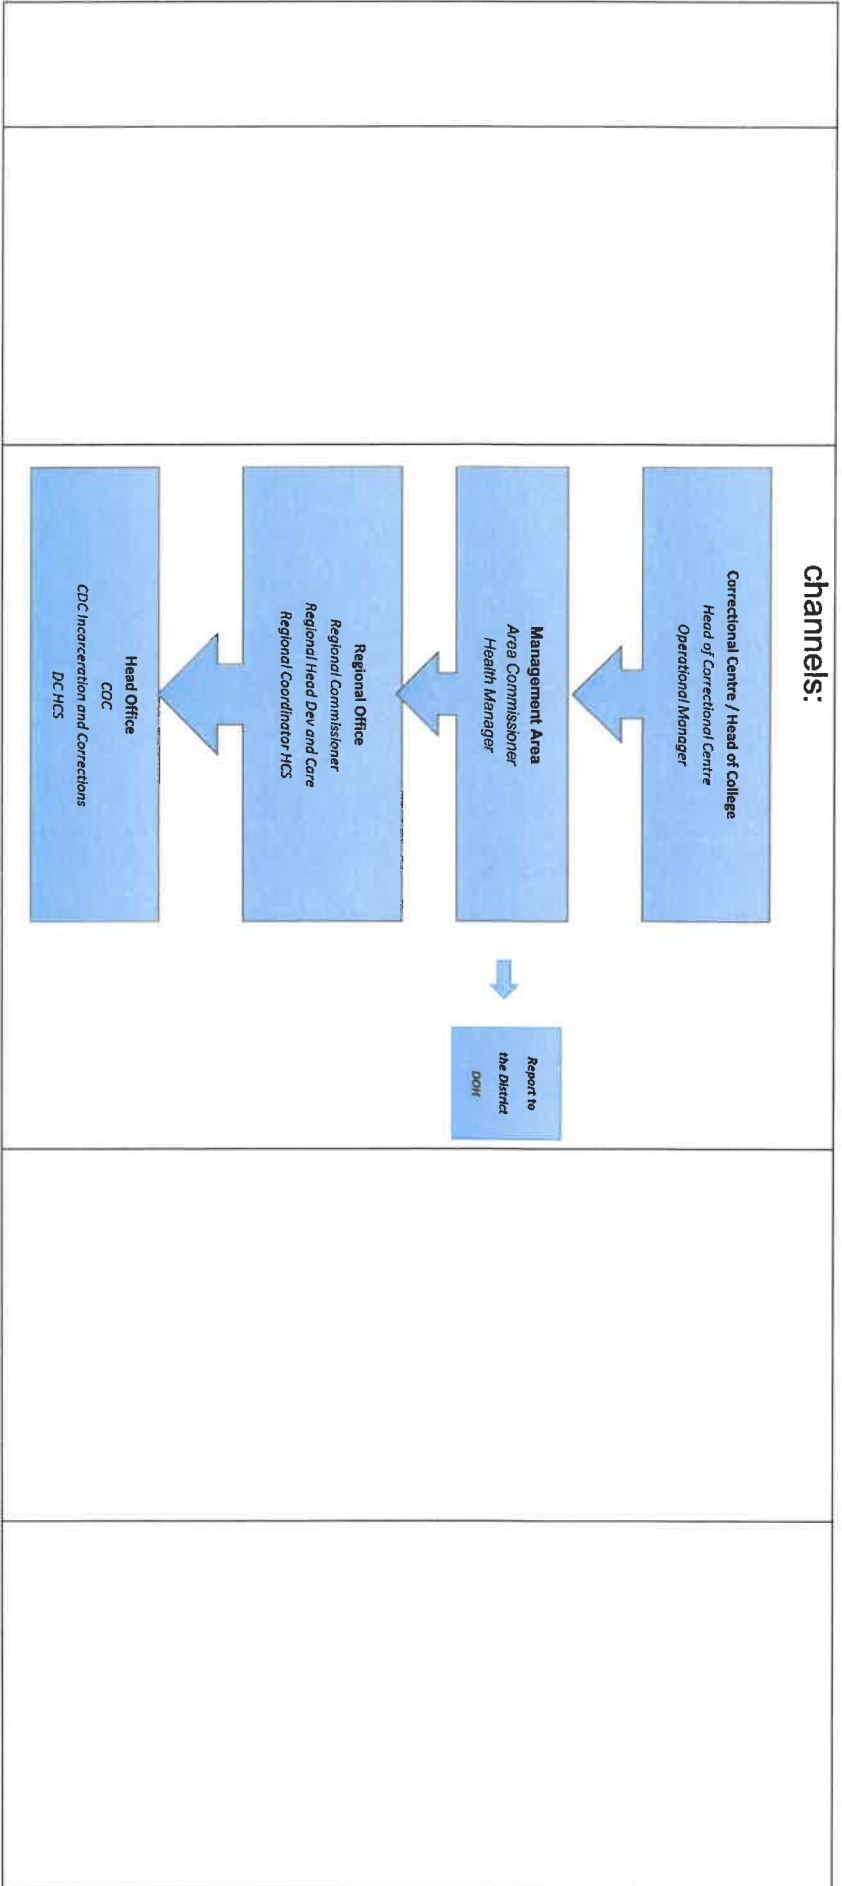 channels:
Correctional Centre / Head of College
Head of Correctional Centre
Operational Manager
Management Area
Area Commissioner
Health Manager
Report to
the District
DOH
Regional Office
Regional Commissioner
Regional Head Dev and Care
Regional Coordinator HCS
Head Office
COC
CDC Incarceration and Corrections
DC HCS